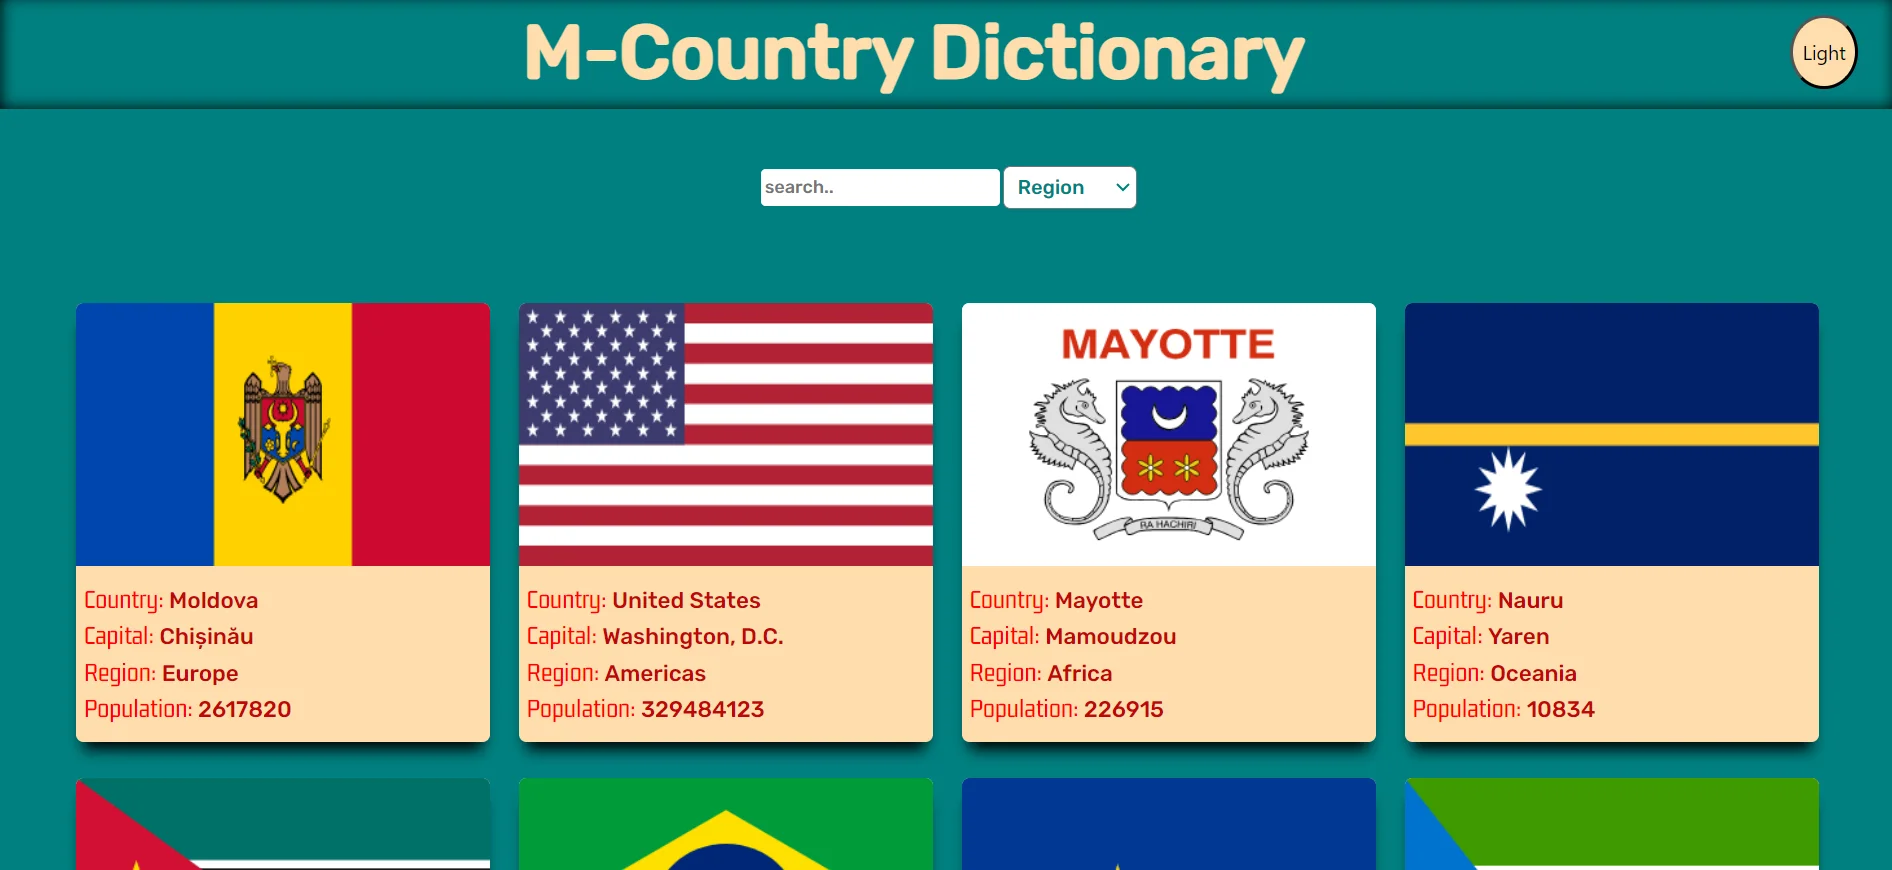 M-Country Dictionary
Light
search..
Region
MAYOTTE
RA HACHIRI
Country: Moldova
Capital: Chișinău
Region: Europe
Population: 2617820
Country: United States
Capital: Washington, D.C.
Region: Americas
Population: 329484123
Country: Mayotte
Capital: Mamoudzou
Region: Africa
Population: 226915
Country: Nauru
Capital: Yaren
Region: Oceania
Population: 10834